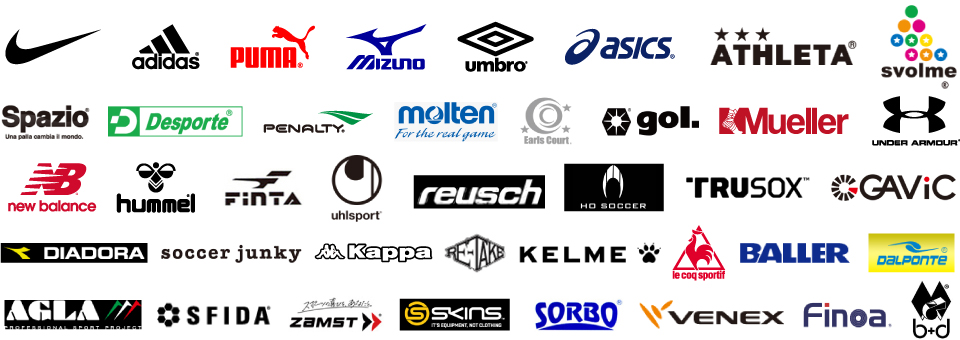 adidas®
PUMA®
MIZUNO
umbro®
asics®
ATHLETA®
svolme®
Spazio®
Una palla cambia il mondo.
Desporte®
PENALTY®
molten®
For the real game
Earls Court.
gol.
Mueller
UNDER ARMOUR®
new balance
hummel
FiNTA
uhlsport®
reusch
HO SOCCER
TRUSOX™
GAViC
DIADORA
soccer junky
Kappa
RE-TAKE
KELME
le coq sportif
BALLER
DALPONTE
AGLA
PROFESSIONAL SPORT PROJECT
SFIDA®
ZAMST
SKINS
IT'S EQUIPMENT, NOT CLOTHING
SORBO®
VENEX
Finoa®
b+d